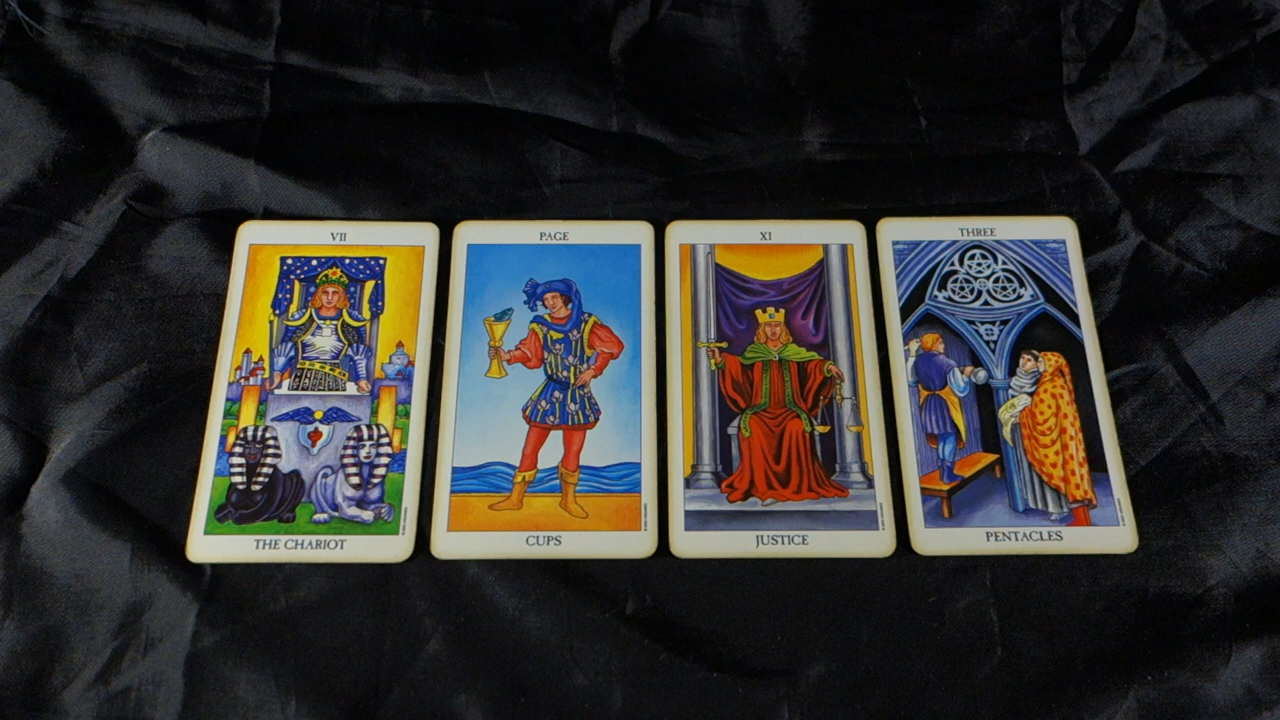 VII
THE CHARIOT
PAGE
CUPS
XI
JUSTICE
THREE
PENTACLES